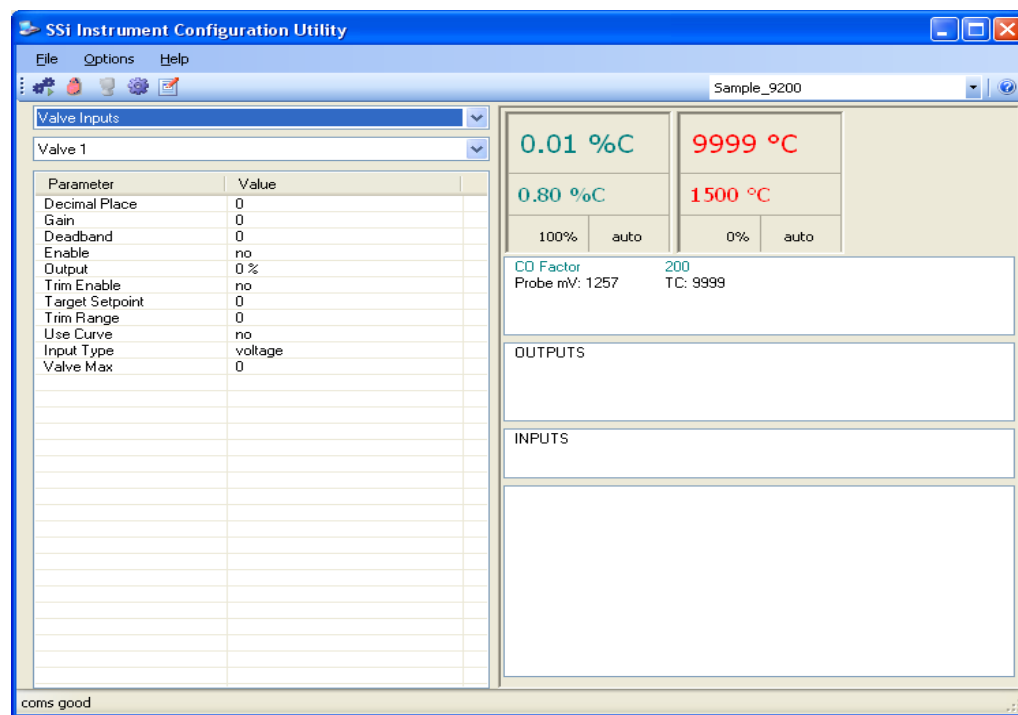 SSi Instrument Configuration Utility
File Options Help
Sample_9200
Valve Inputs
Valve 1
Parameter Value
Decimal Place 0
Gain 0
Deadband 0
Enable no
Output 0 %
Trim Enable no
Target Setpoint 0
Trim Range 0
Use Curve no
Input Type voltage
Valve Max 0
0.01 %C
0.80 %C
100% auto
9999 °C
1500 °C
0% auto
CO Factor 200
Probe mV: 1257 TC: 9999
OUTPUTS
INPUTS
coms good